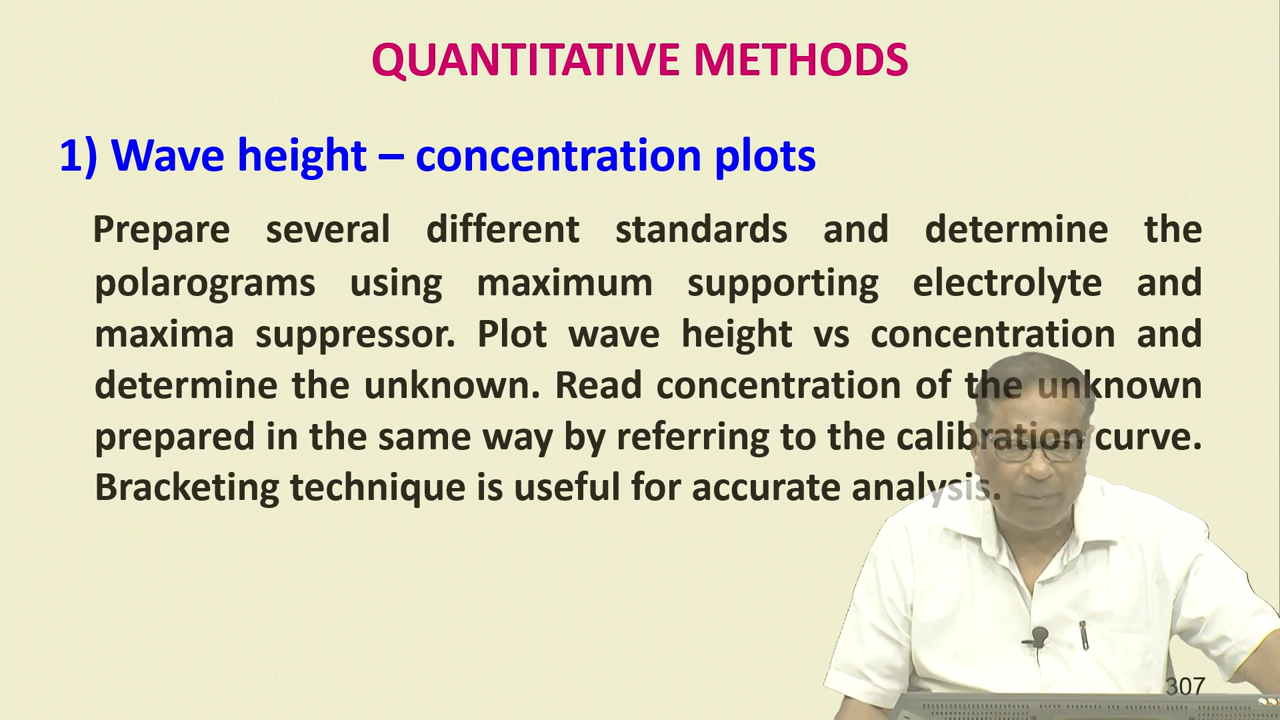 QUANTITATIVE METHODS
1) Wave height – concentration plots
Prepare several different standards and determine the
polarograms using maximum supporting electrolyte and
maxima suppressor. Plot wave height vs concentration and
determine the unknown. Read concentration of the unknown
prepared in the same way by referring to the calibration curve.
Bracketing technique is useful for accurate analysis.
307